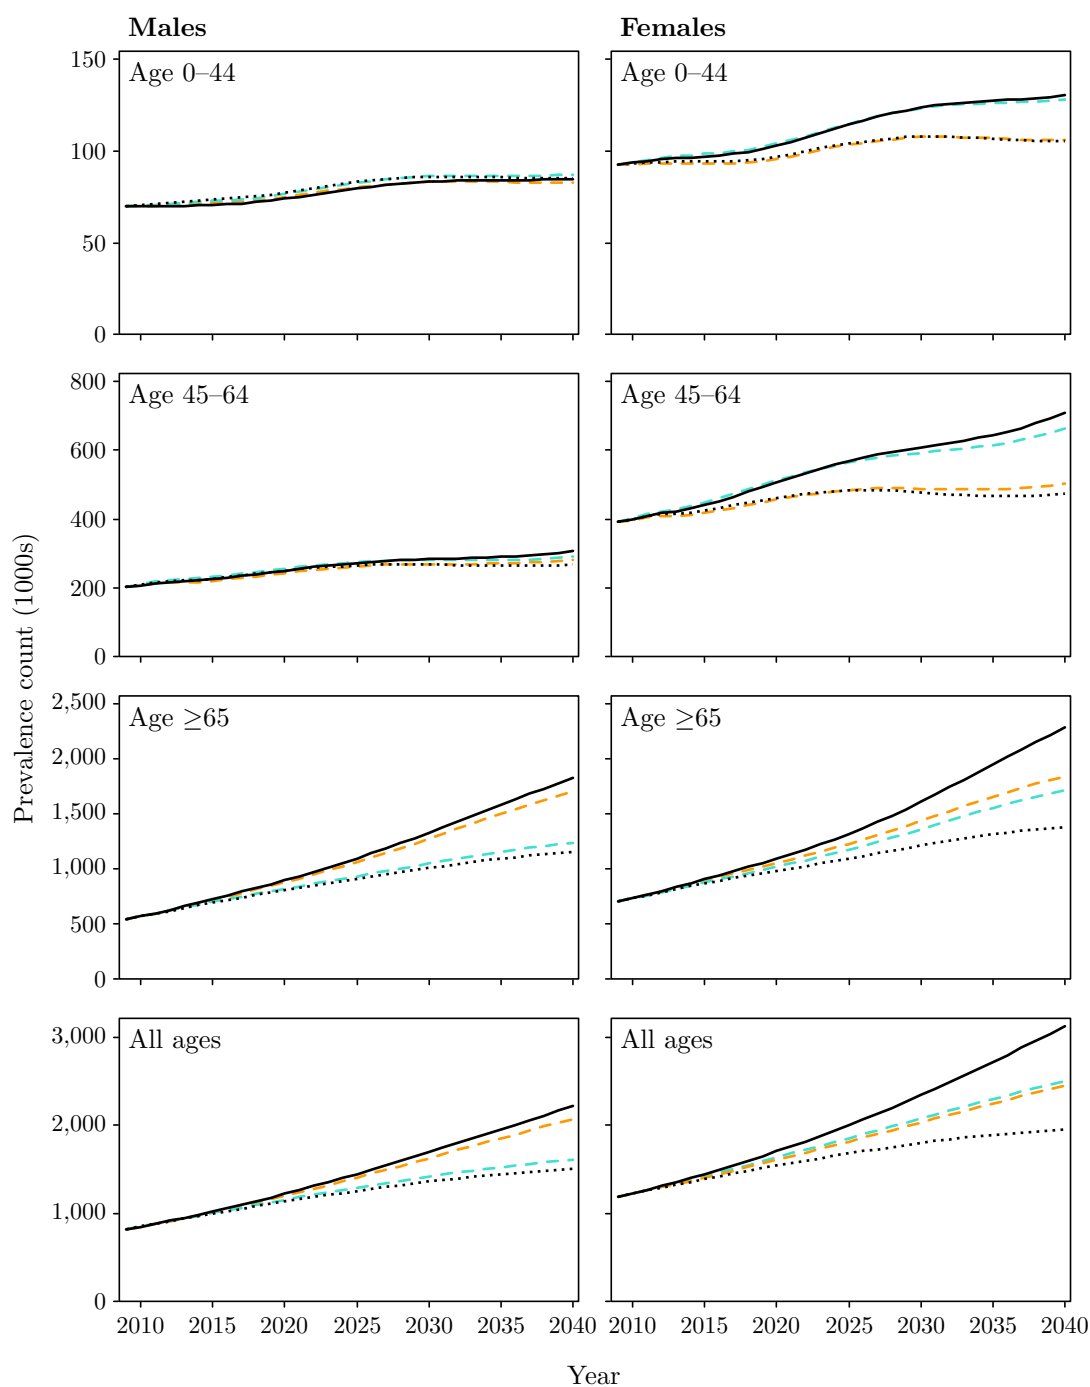 Males
Females
150
100
50
0
Age 0–44
Age 0–44
800
600
400
200
0
Age 45–64
Age 45–64
Prevalence count (1000s)
2,500
2,000
1,500
1,000
500
0
Age ≥65
Age ≥65
3,000
2,000
1,000
0
All ages
All ages
2010 2015 2020 2025 2030 2035 2040 2010 2015 2020 2025 2030 2035 2040
Year